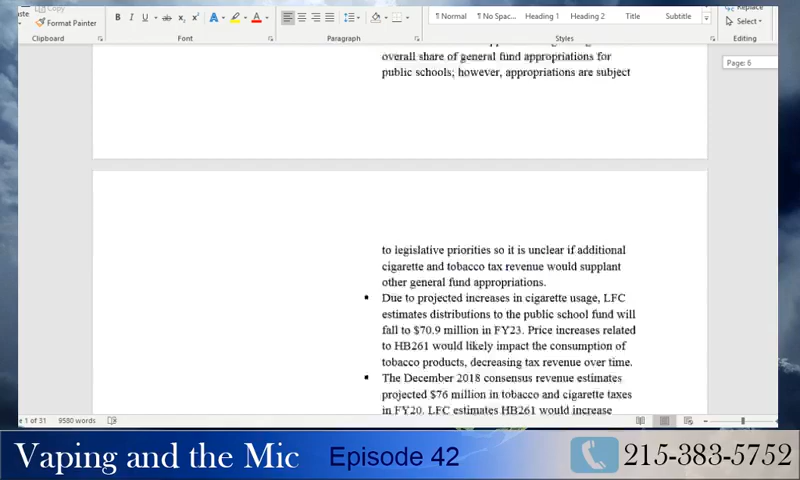 Copy
Replace
Format Painter
B I U ab x₂ x² A A
Normal No Spac... Heading 1 Heading 2 Title Subtitle
Select
Clipboard Font Paragraph Styles Editing
overall share of general fund appropriations for
public schools; however, appropriations are subject
Page: 6
to legislative priorities so it is unclear if additional
cigarette and tobacco tax revenue would supplant
other general fund appropriations.
• Due to projected increases in cigarette usage, LFC
estimates distributions to the public school fund will
fall to $70.9 million in FY23. Price increases related
to HB261 would likely impact the consumption of
tobacco products, decreasing tax revenue over time.
• The December 2018 consensus revenue estimates
projected $76 million in tobacco and cigarette taxes
in FY20. LFC estimates HB261 would increase
1 of 31 9580 words
Vaping and the Mic Episode 42 215-383-5752